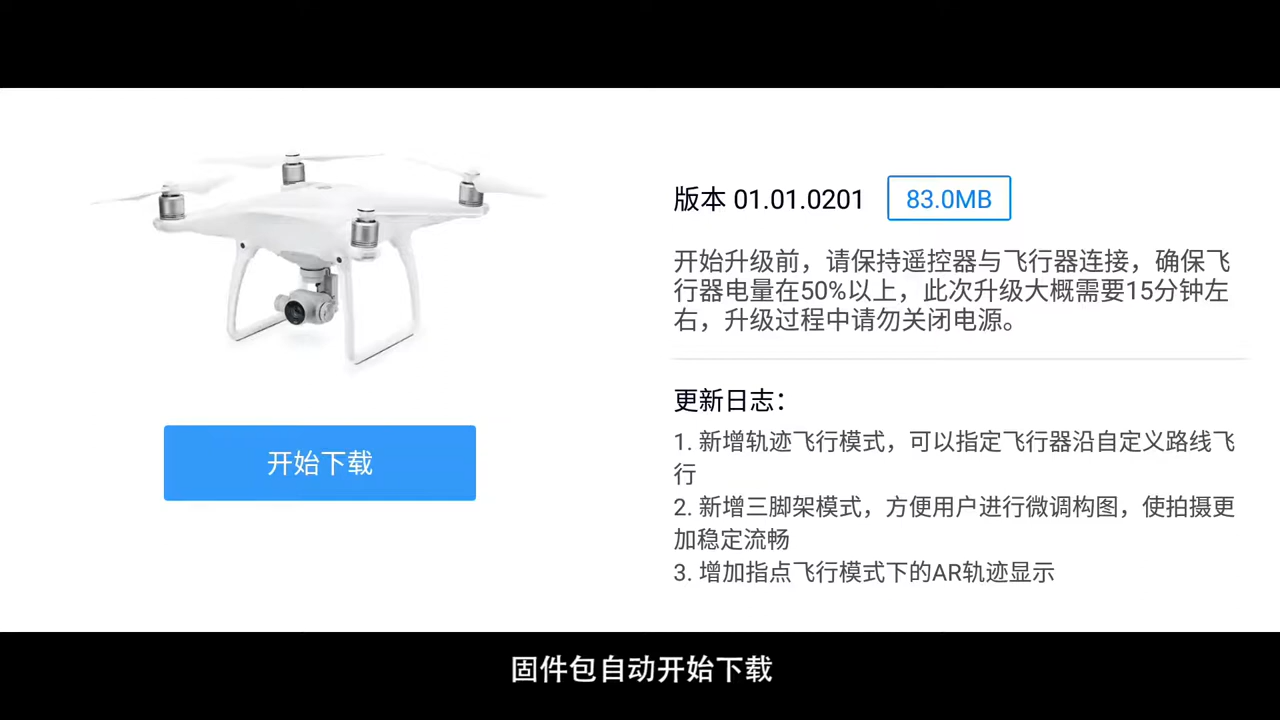 版本 01.01.0201 83.0MB
开始升级前，请保持遥控器与飞行器连接，确保飞
行器电量在50%以上，此次升级大概需要15分钟左
右，升级过程中请勿关闭电源。
更新日志：
1. 新增轨迹飞行模式，可以指定飞行器沿自定义路线飞
行
2. 新增三脚架模式，方便用户进行微调构图，使拍摄更
加稳定流畅
3. 增加指点飞行模式下的AR轨迹显示
开始下载
固件包自动开始下载